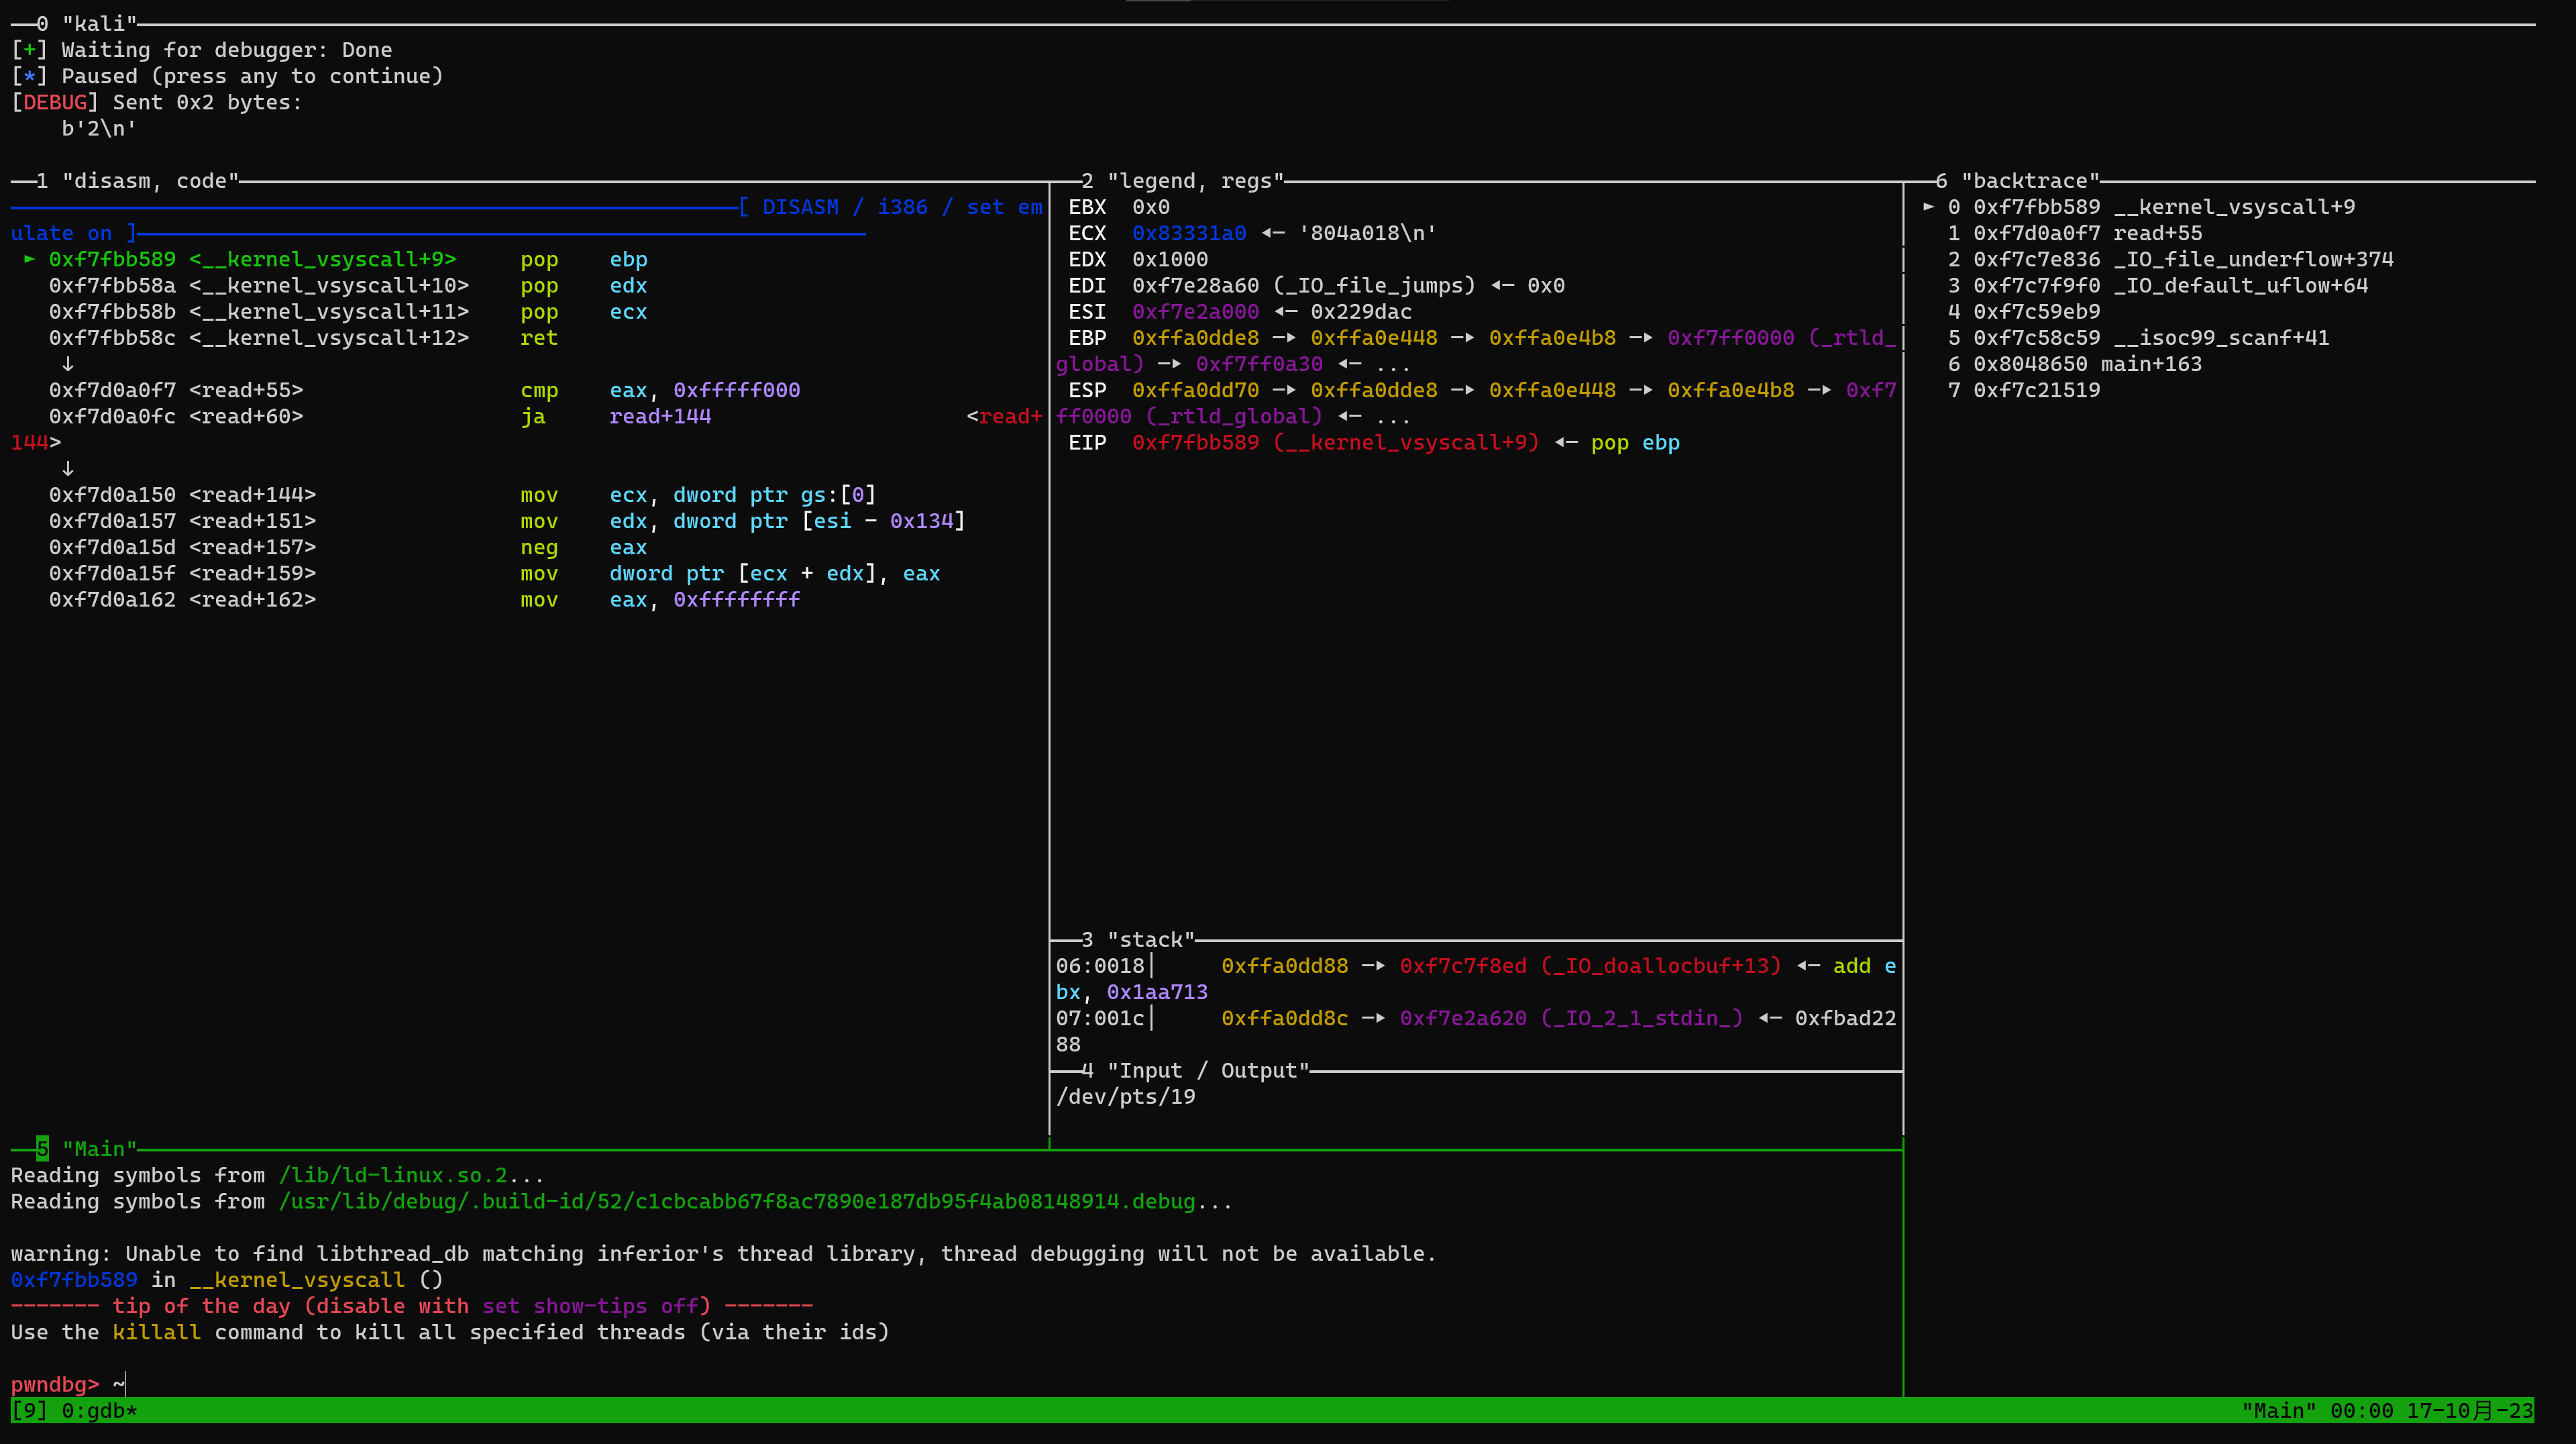 0 "kali"
[+] Waiting for debugger: Done
[*] Paused (press any to continue)
[DEBUG] Sent 0x2 bytes:
    b'2\n'
1 "disasm, code"
[ DISASM / i386 / set em
ulate on ]
 ► 0xf7fbb589 <__kernel_vsyscall+9>     pop    ebp
   0xf7fbb58a <__kernel_vsyscall+10>    pop    edx
   0xf7fbb58b <__kernel_vsyscall+11>    pop    ecx
   0xf7fbb58c <__kernel_vsyscall+12>    ret
    ↓
   0xf7d0a0f7 <read+55>                 cmp    eax, 0xfffff000
   0xf7d0a0fc <read+60>                 ja     read+144                    <read+
144>
    ↓
   0xf7d0a150 <read+144>                mov    ecx, dword ptr gs:[0]
   0xf7d0a157 <read+151>                mov    edx, dword ptr [esi - 0x134]
   0xf7d0a15d <read+157>                neg    eax
   0xf7d0a15f <read+159>                mov    dword ptr [ecx + edx], eax
   0xf7d0a162 <read+162>                mov    eax, 0xffffffff
2 "legend, regs"
 EBX  0x0
 ECX  0x83331a0 ◂— '804a018\n'
 EDX  0x1000
 EDI  0xf7e28a60 (_IO_file_jumps) ◂— 0x0
 ESI  0xf7e2a000 ◂— 0x229dac
 EBP  0xffa0dde8 —▸ 0xffa0e448 —▸ 0xffa0e4b8 —▸ 0xf7ff0000 (_rtld_
global) —▸ 0xf7ff0a30 ◂— ...
 ESP  0xffa0dd70 —▸ 0xffa0dde8 —▸ 0xffa0e448 —▸ 0xffa0e4b8 —▸ 0xf7
ff0000 (_rtld_global) ◂— ...
 EIP  0xf7fbb589 (__kernel_vsyscall+9) ◂— pop ebp
3 "stack"
06:0018│     0xffa0dd88 —▸ 0xf7c7f8ed (_IO_doallocbuf+13) ◂— add e
bx, 0x1aa713
07:001c│     0xffa0dd8c —▸ 0xf7e2a620 (_IO_2_1_stdin_) ◂— 0xfbad22
88
4 "Input / Output"
/dev/pts/19
6 "backtrace"
 ► 0 0xf7fbb589 __kernel_vsyscall+9
   1 0xf7d0a0f7 read+55
   2 0xf7c7e836 _IO_file_underflow+374
   3 0xf7c7f9f0 _IO_default_uflow+64
   4 0xf7c59eb9
   5 0xf7c58c59 __isoc99_scanf+41
   6 0x8048650 main+163
   7 0xf7c21519
5 "Main"
Reading symbols from /lib/ld-linux.so.2...
Reading symbols from /usr/lib/debug/.build-id/52/c1cbcabb67f8ac7890e187db95f4ab08148914.debug...
warning: Unable to find libthread_db matching inferior's thread library, thread debugging will not be available.
0xf7fbb589 in __kernel_vsyscall ()
------- tip of the day (disable with set show-tips off) -------
Use the killall command to kill all specified threads (via their ids)
pwndbg> ~
[9] 0:gdb*    "Main" 00:00 17-10月-23